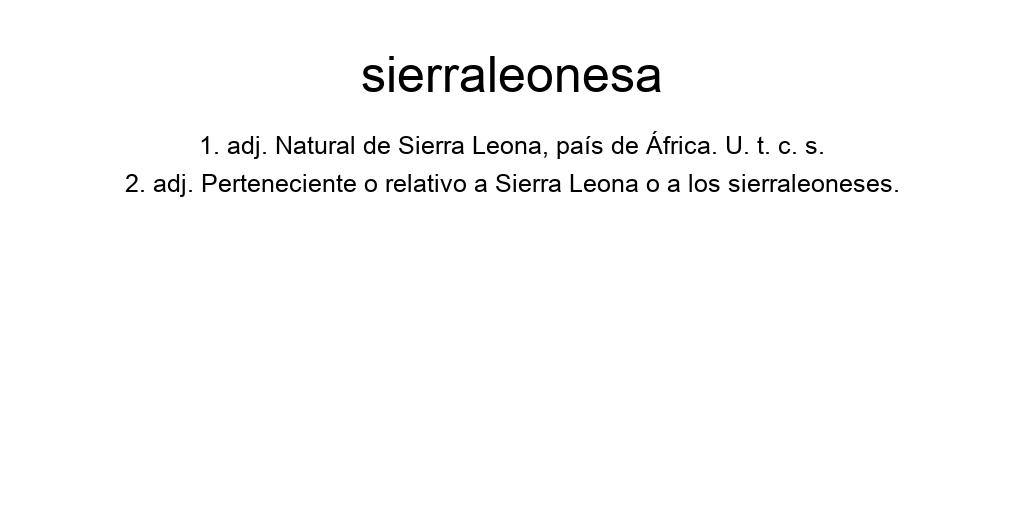 sierraleonesa
1. adj. Natural de Sierra Leona, país de África. U. t. c. s.
2. adj. Perteneciente o relativo a Sierra Leona o a los sierraleoneses.